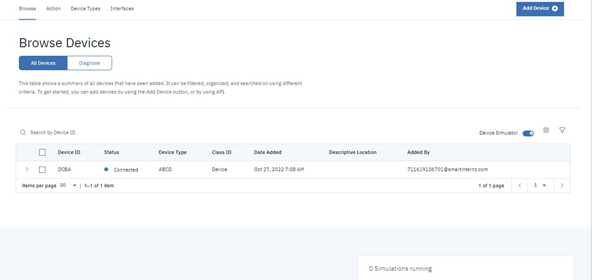 Browse Action Device Types Interfaces Add Device
Browse Devices
All Devices Diagnose
This table shows a summary of all devices that have been added. It can be filtered, organized, and searched on using different
criteria. To get started, you can add devices by using the Add Device button, or by using API.
Search by Device ID Device Simulator
Device ID Status Device Type Class ID Date Added Descriptive Location Added By
DCBA Connected ABCD Device Oct 27, 2022 7:08 AM 711619106701@smartinternz.com
Items per page 50 | 1–1 of 1 item 1 of 1 page 1
0 Simulations running